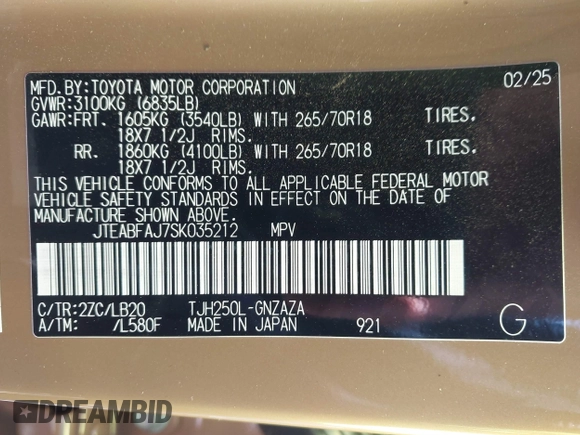 MFD.BY:TOYOTA MOTOR CORPORATION 02/25
GVWR:3100KG (6835LB)
GAWR:FRT. 1605KG (3540LB) WITH 265/70R18 TIRES.
18X7 1/2J RIMS.
RR. 1860KG (4100LB) WITH 265/70R18 TIRES.
18X7 1/2J RIMS.
THIS VEHICLE CONFORMS TO ALL APPLICABLE FEDERAL MOTOR
VEHICLE SAFETY STANDARDS IN EFFECT ON THE DATE OF
MANUFACTURE SHOWN ABOVE.
JTEABFAJ7SK035212 MPV
C/TR:2ZC/LB20 TJH250L-GNZAZA
A/TM: /L580F MADE IN JAPAN 921 G
DREAMBID